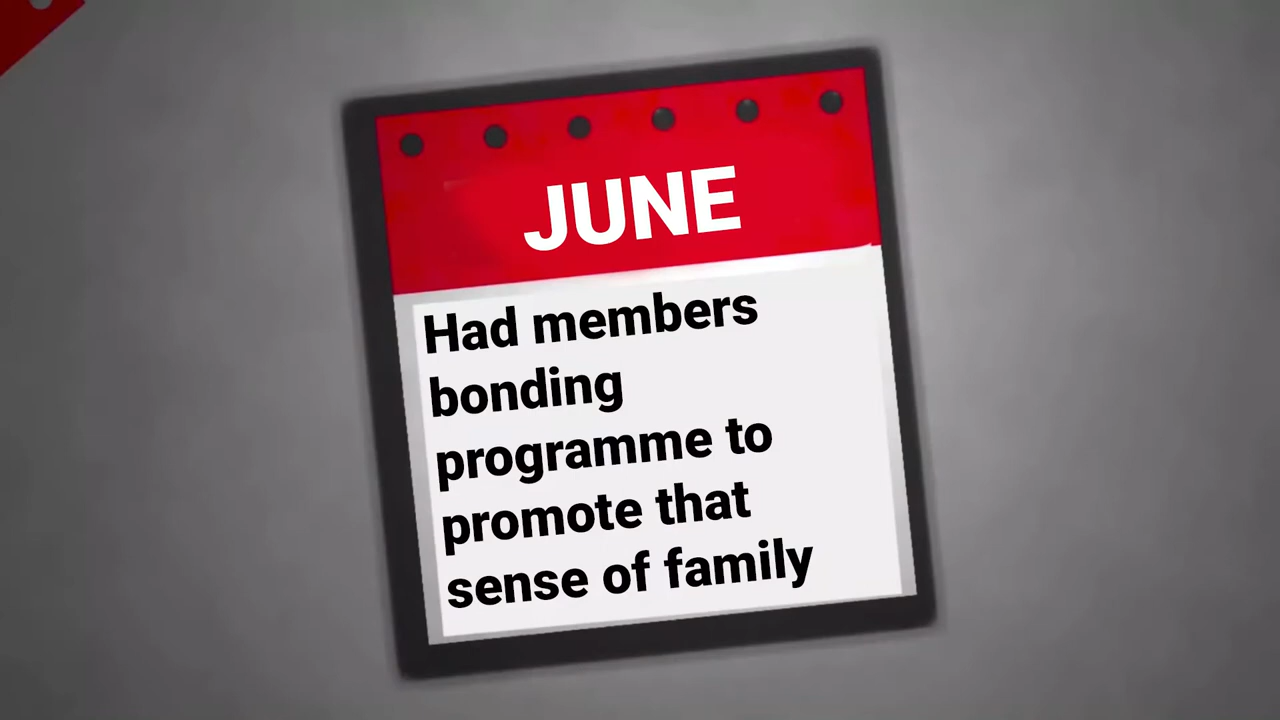 JUNE
Had members
bonding
programme to
promote that
sense of family